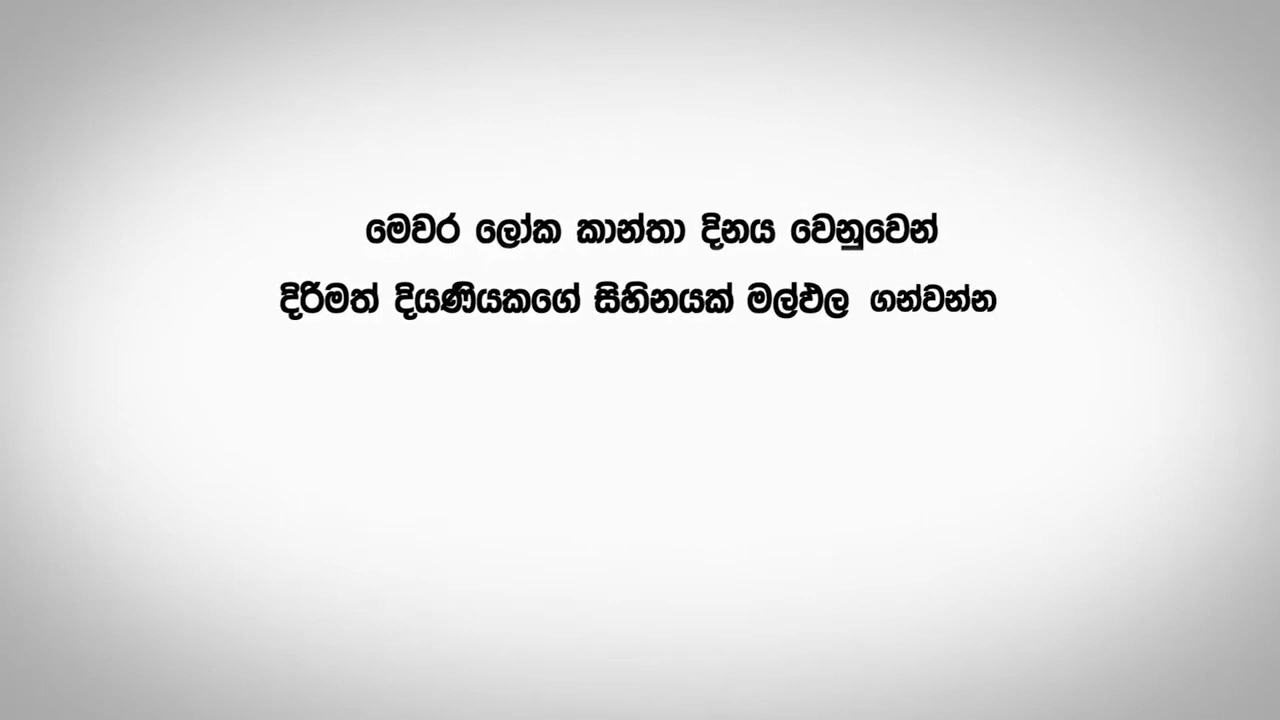 මෙවර ලෝක කාන්තා දිනය වෙනුවෙන්
දිරිමත් දියණියකගේ සිහිනයක් මල්ඵල ගන්වන්න